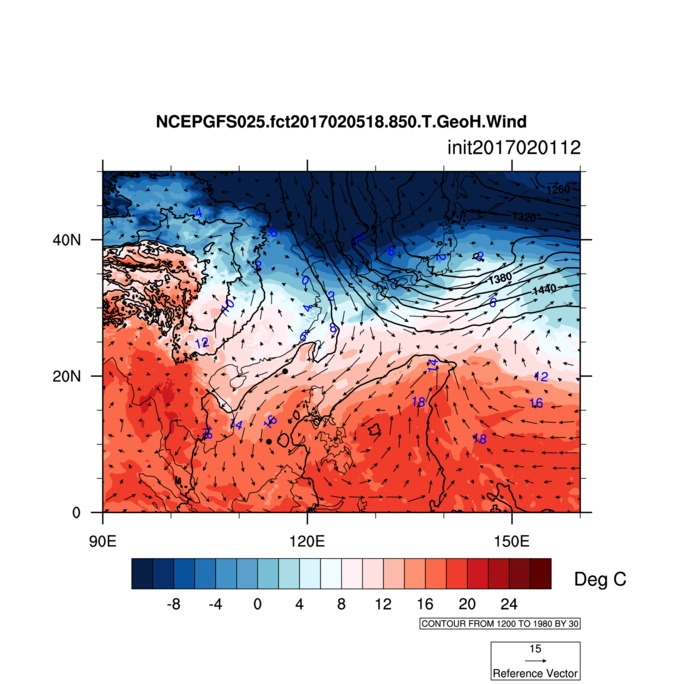 NCEPGFS025.fct2017020518.850.T.GeoH.Wind
init2017020112
1260
1320
40N
1380
1440
12
12
20N
14
18
16
14
18
0
90E
120E
150E
-8 -4 0 4 8 12 16 20 24
Deg C
CONTOUR FROM 1200 TO 1980 BY 30
15
Reference Vector